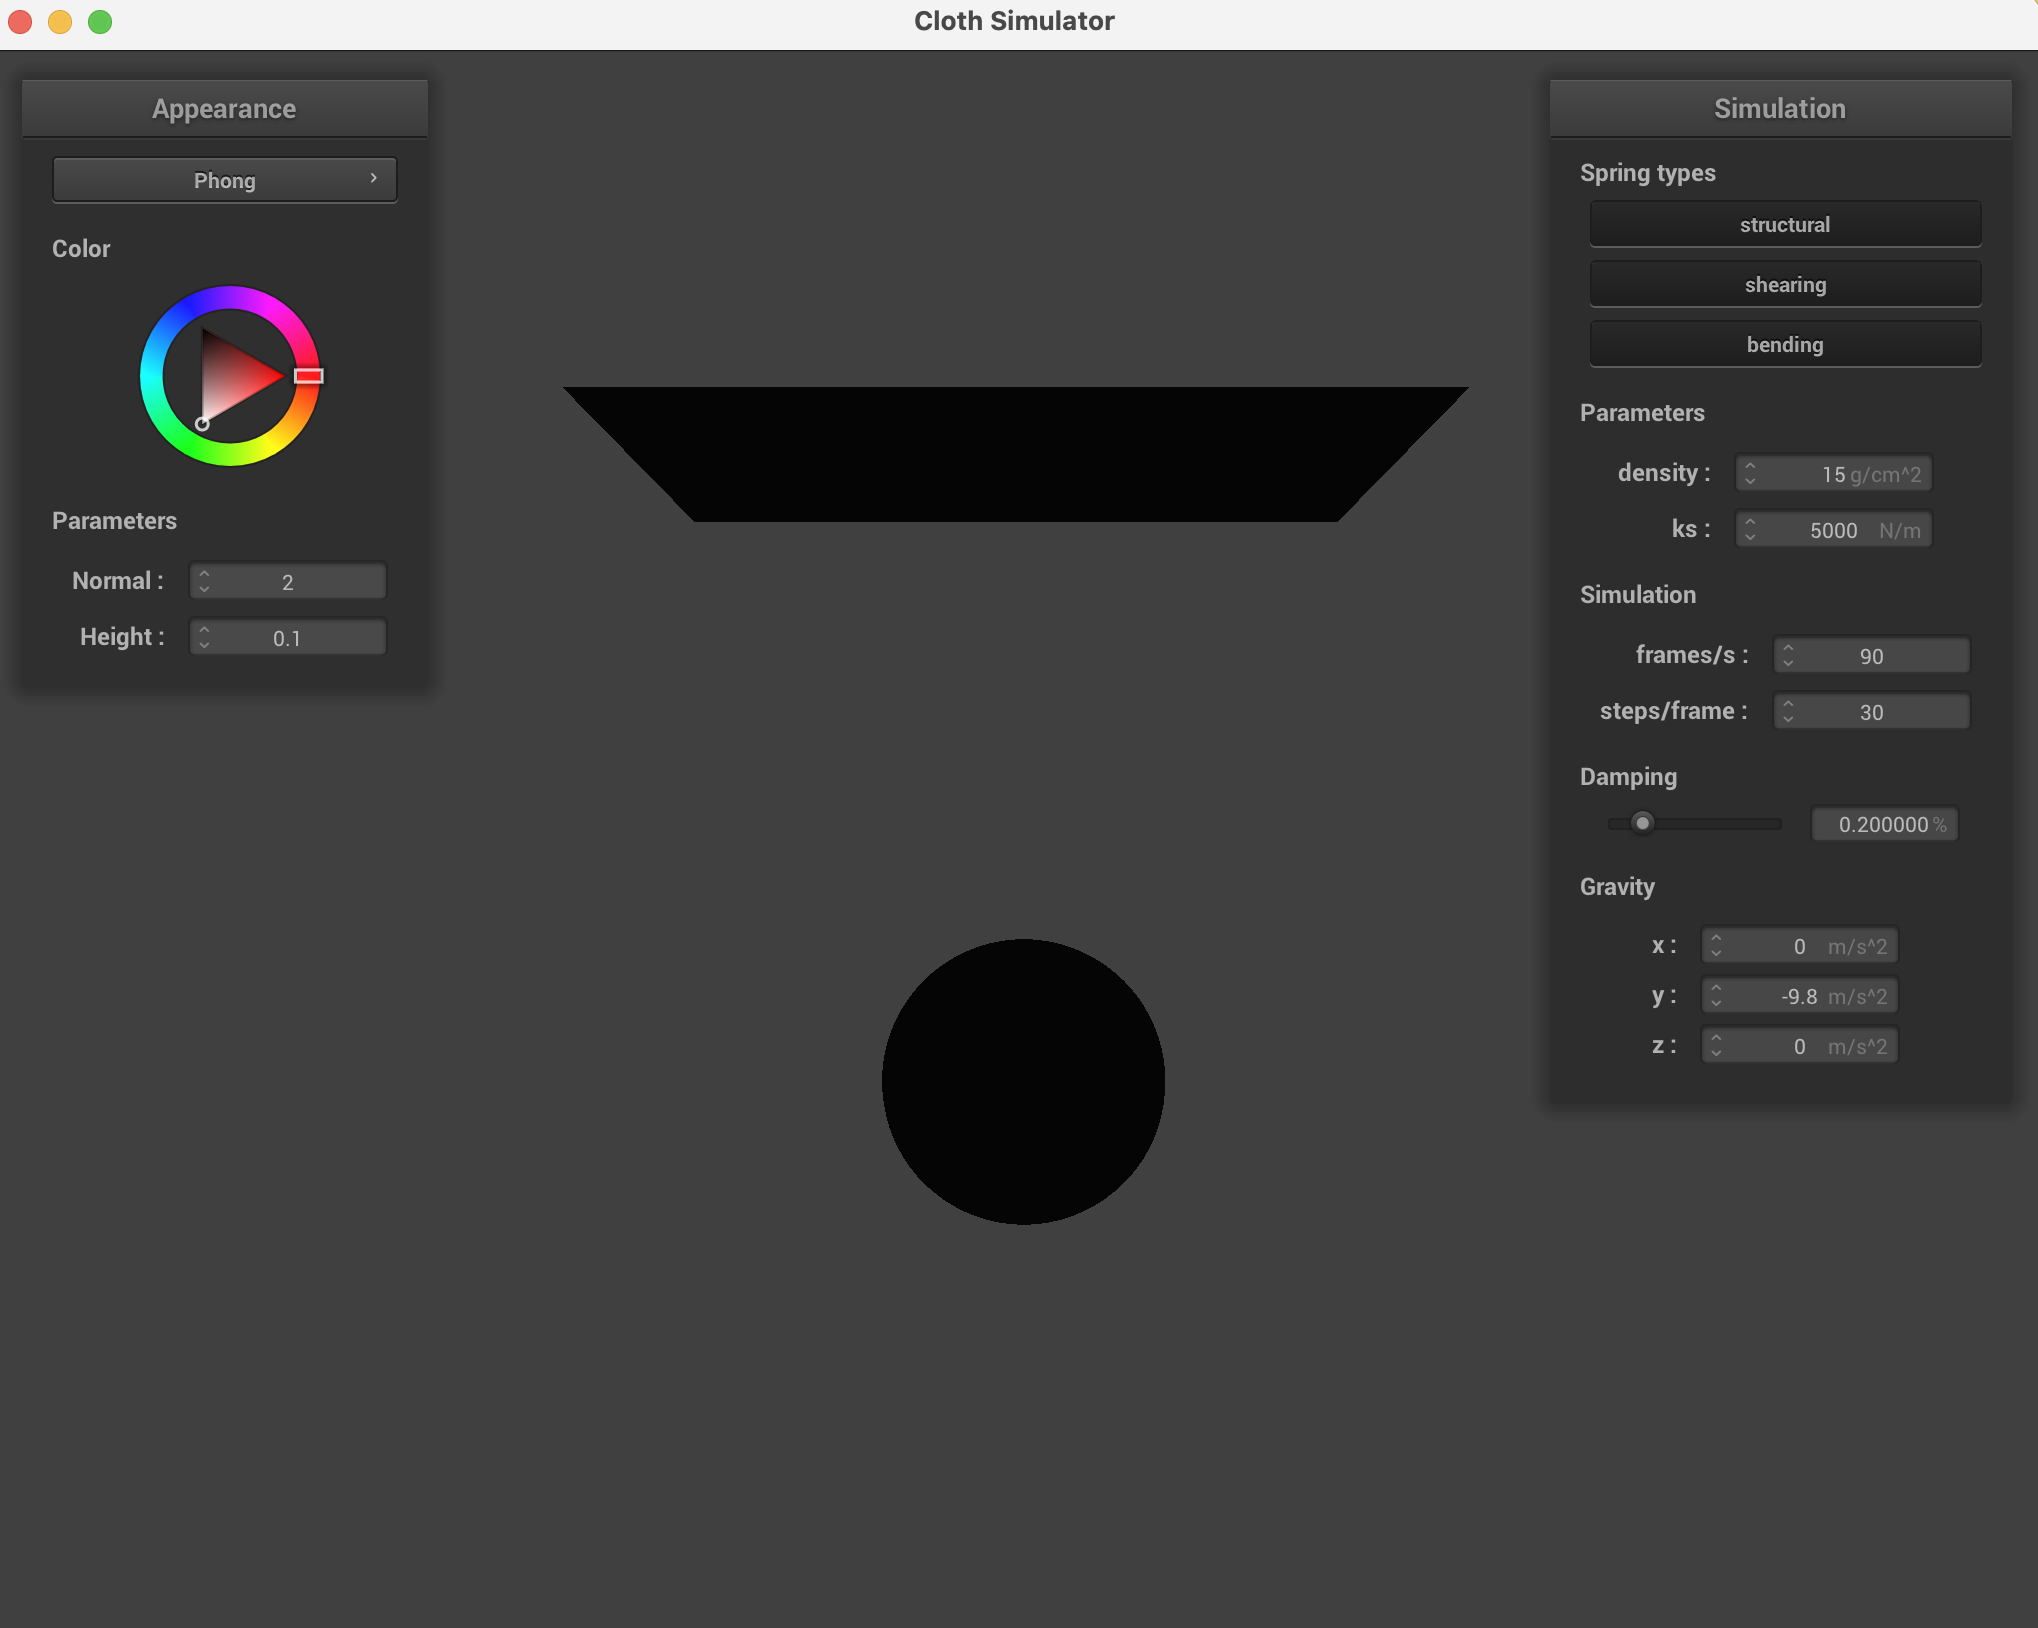 Cloth Simulator
Appearance
Phong
Color
Parameters
Normal : 2
Height : 0.1
Simulation
Spring types
structural
shearing
bending
Parameters
density : 15 g/cm^2
ks : 5000 N/m
Simulation
frames/s : 90
steps/frame : 30
Damping
0.200000 %
Gravity
x : 0 m/s^2
y : -9.8 m/s^2
z : 0 m/s^2